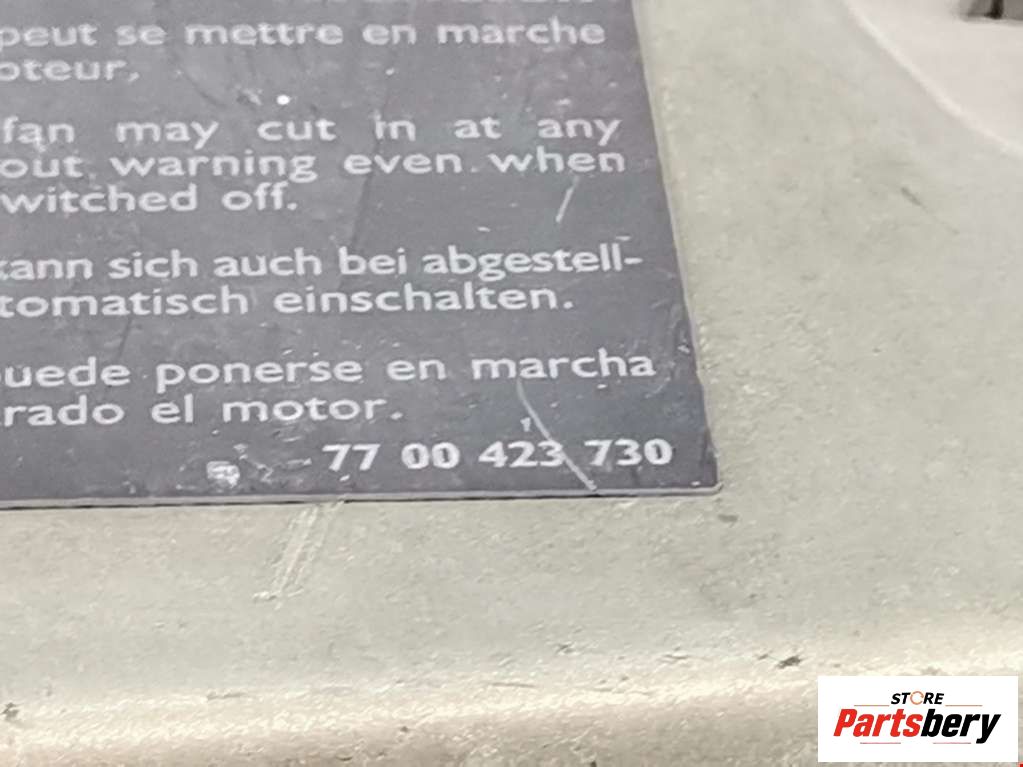 peut se mettre en marche
oteur,
fan may cut in at any
out warning even when
witched off.
kann sich auch bei abgestell-
tomatisch einschalten.
puede ponerse en marcha
rado el motor.
77 00 423 730
STORE
Partsbery